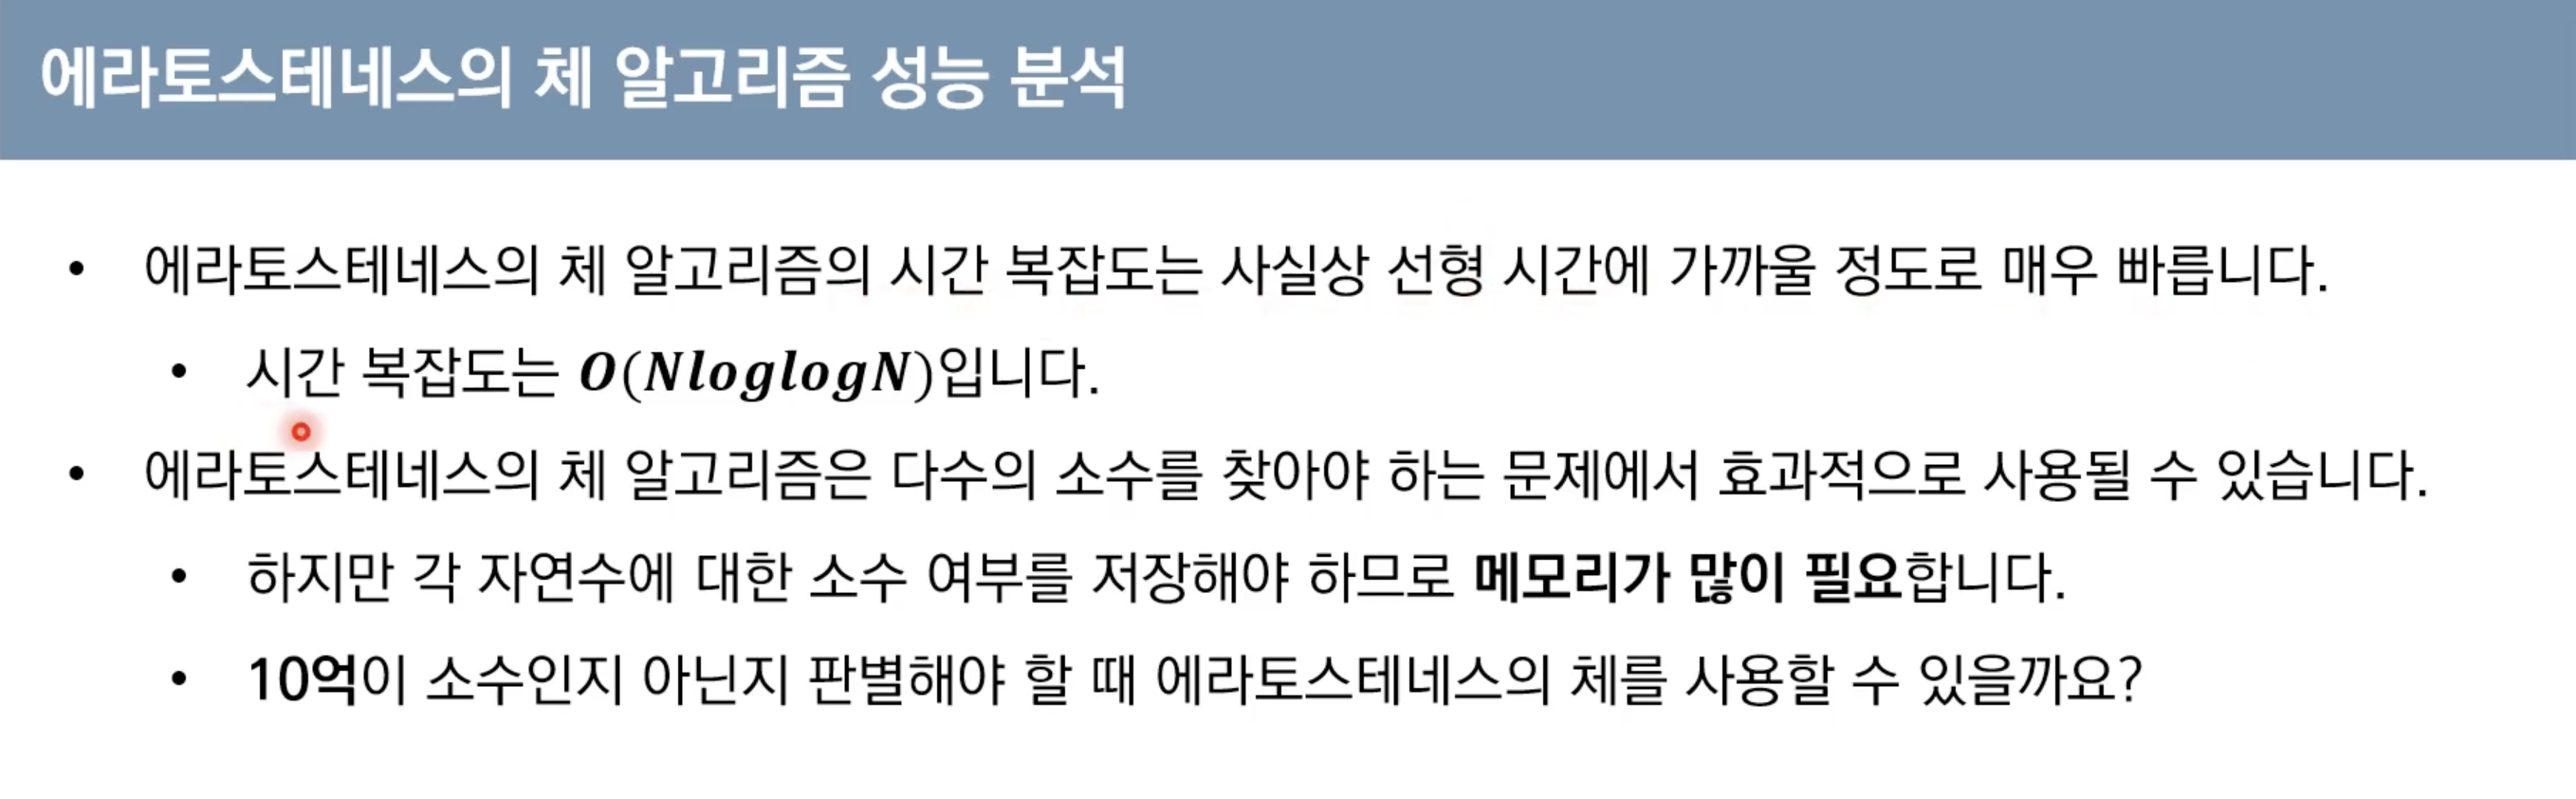 에라토스테네스의 체 알고리즘 성능 분석
• 에라토스테네스의 체 알고리즘의 시간 복잡도는 사실상 선형 시간에 가까울 정도로 매우 빠릅니다.
• 시간 복잡도는 O(NloglogN)입니다.
• 에라토스테네스의 체 알고리즘은 다수의 소수를 찾아야 하는 문제에서 효과적으로 사용될 수 있습니다.
• 하지만 각 자연수에 대한 소수 여부를 저장해야 하므로 메모리가 많이 필요합니다.
• 10억이 소수인지 아닌지 판별해야 할 때 에라토스테네스의 체를 사용할 수 있을까요?